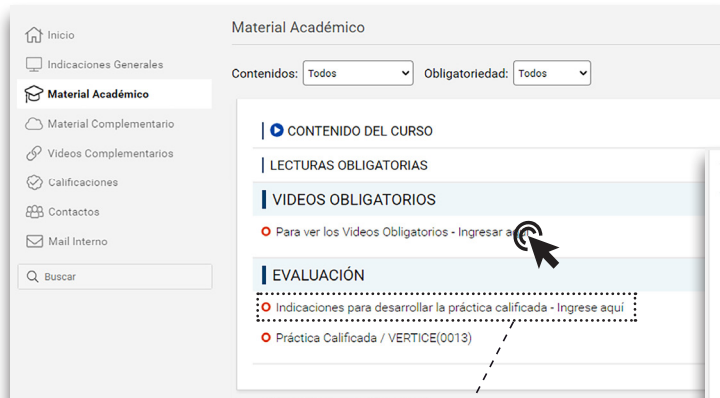 Inicio
Indicaciones Generales
Material Académico
Material Complementario
Videos Complementarios
Calificaciones
Contactos
Mail Interno
Buscar
Material Académico
Contenidos: Todos Obligatoriedad: Todos
CONTENIDO DEL CURSO
LECTURAS OBLIGATORIAS
VIDEOS OBLIGATORIOS
Para ver los Videos Obligatorios - Ingresar aquí
EVALUACIÓN
Indicaciones para desarrollar la práctica calificada - Ingrese aquí
Práctica Calificada / VERTICE(0013)